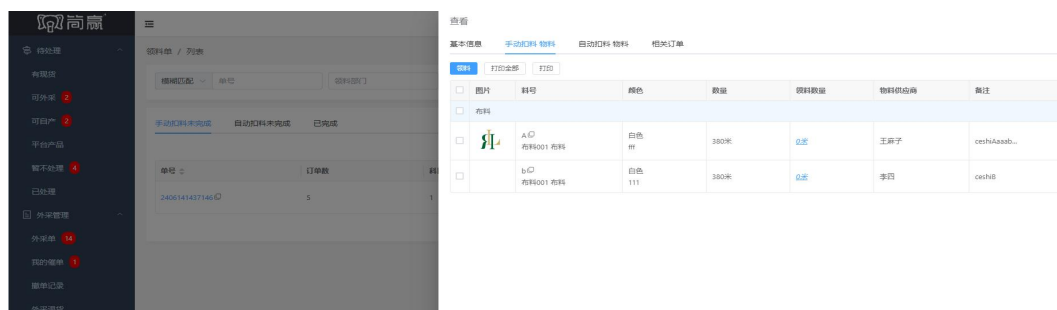 简赢
待处理
有现货
可外采 2
可自产 2
平台产品
暂不处理 4
已处理
外采管理
外采单 14
我的催单 1
撤单记录
外采退货
领料单 / 列表
模糊匹配 单号 领料部门
手动扣料未完成 自动扣料未完成 已完成
单号 订单数
2406141437146 5 1
查看
基本信息 手动扣料·物料 自动扣料·物料 相关订单
领料 打印全部 打印
图片 料号 颜色 数量 领料数量 物料供应商 备注
布料
A 白色 380米 0米 王麻子 ceshiAaaab...
布料001 布料 fff
b 白色 380米 0米 李四 ceshiB
布料001 布料 111